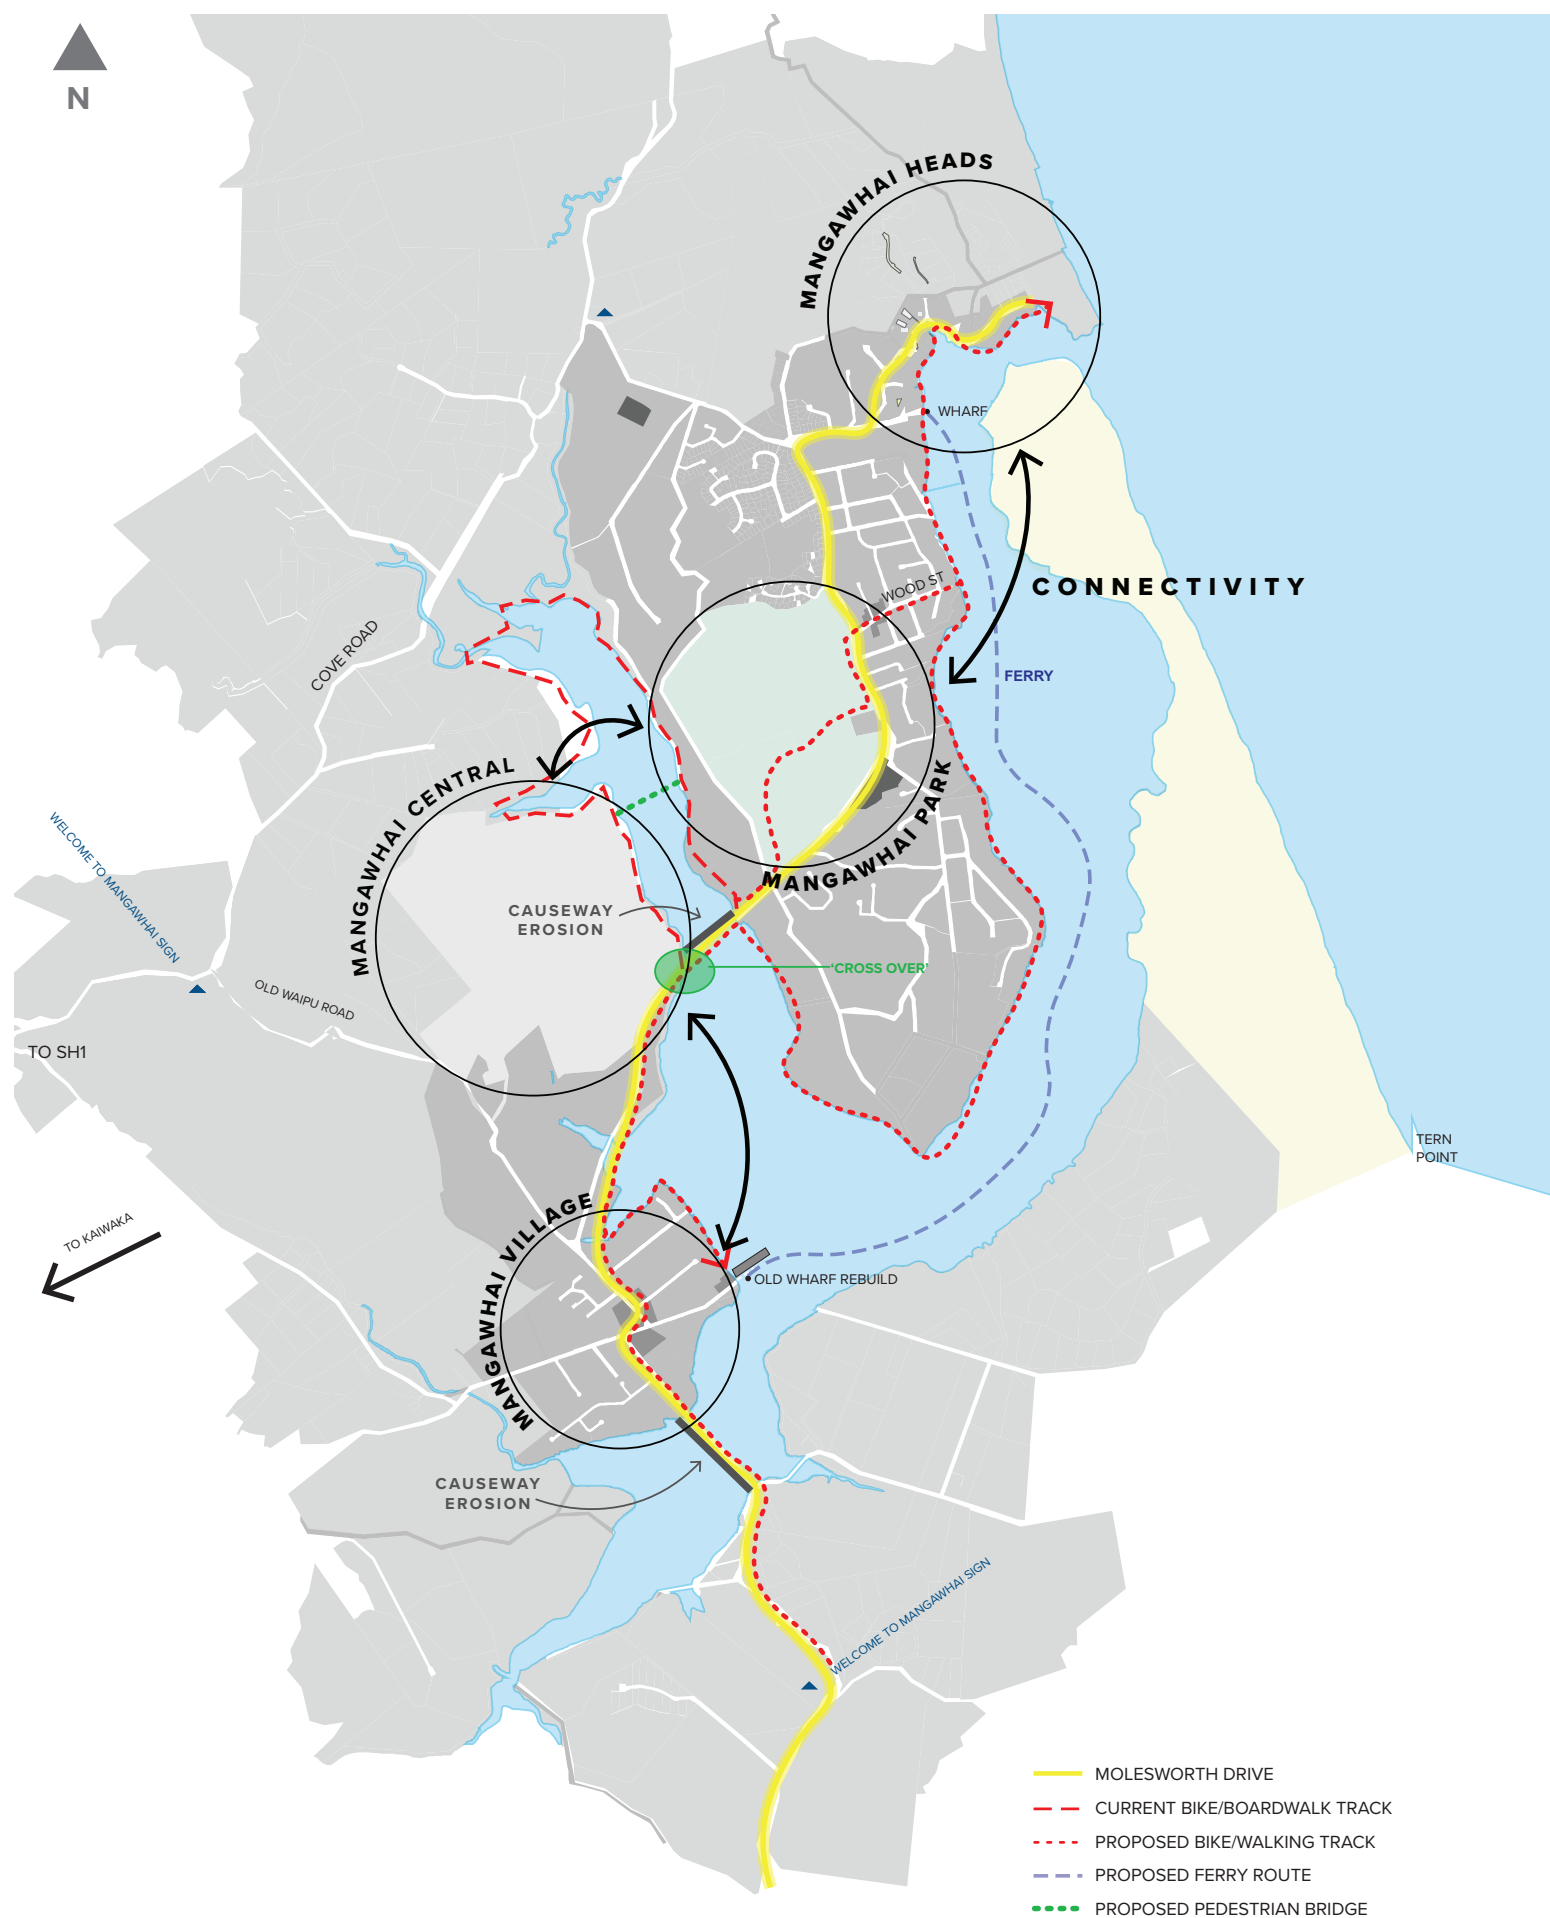 N
MANGAWHAI HEADS
WHARF
CONNECTIVITY
WOOD ST
COVE ROAD
FERRY
MANGAWHAI CENTRAL
MANGAWHAI PARK
WELCOME TO MANGAWHAI SIGN
CAUSEWAY
EROSION
'CROSS OVER'
OLD WAIPU ROAD
TO SH1
TERN
POINT
TO KAIWAKA
MANGAWHAI VILLAGE
OLD WHARF REBUILD
CAUSEWAY
EROSION
WELCOME TO MANGAWHAI SIGN
MOLESWORTH DRIVE
CURRENT BIKE/BOARDWALK TRACK
PROPOSED BIKE/WALKING TRACK
PROPOSED FERRY ROUTE
PROPOSED PEDESTRIAN BRIDGE